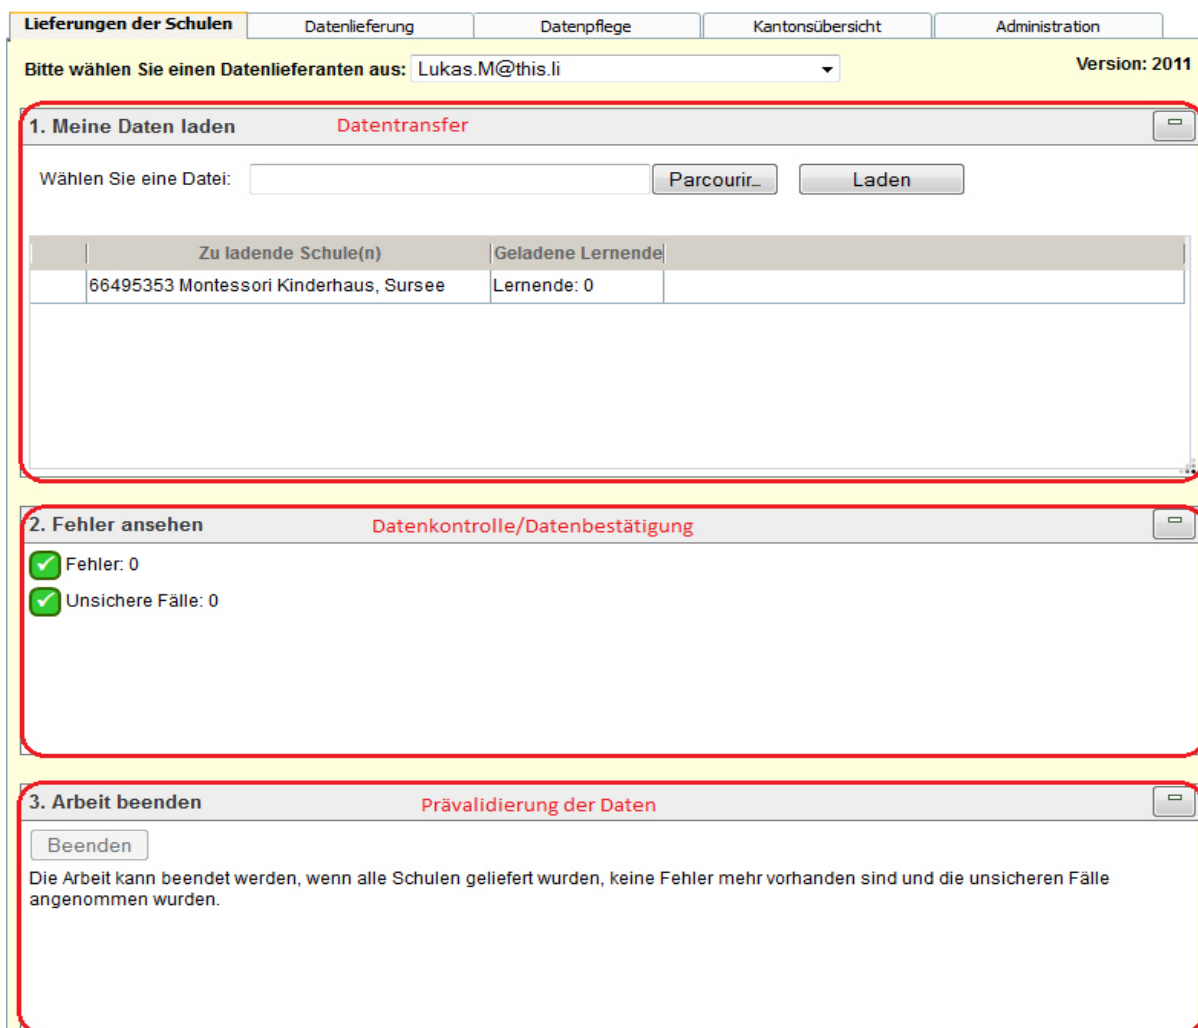 Lieferungen der Schulen Datenlieferung Datenpflege Kantonsübersicht Administration
Bitte wählen Sie einen Datenlieferanten aus: Lukas.M@this.li Version: 2011
1. Meine Daten laden Datentransfer
Wählen Sie eine Datei: Parcourir... Laden
Zu ladende Schule(n) Geladene Lernende
66495353 Montessori Kinderhaus, Sursee Lernende: 0
2. Fehler ansehen Datenkontrolle/Datenbestätigung
Fehler: 0
Unsichere Fälle: 0
3. Arbeit beenden Prävalidierung der Daten
Beenden
Die Arbeit kann beendet werden, wenn alle Schulen geliefert wurden, keine Fehler mehr vorhanden sind und die unsicheren Fälle
angenommen wurden.